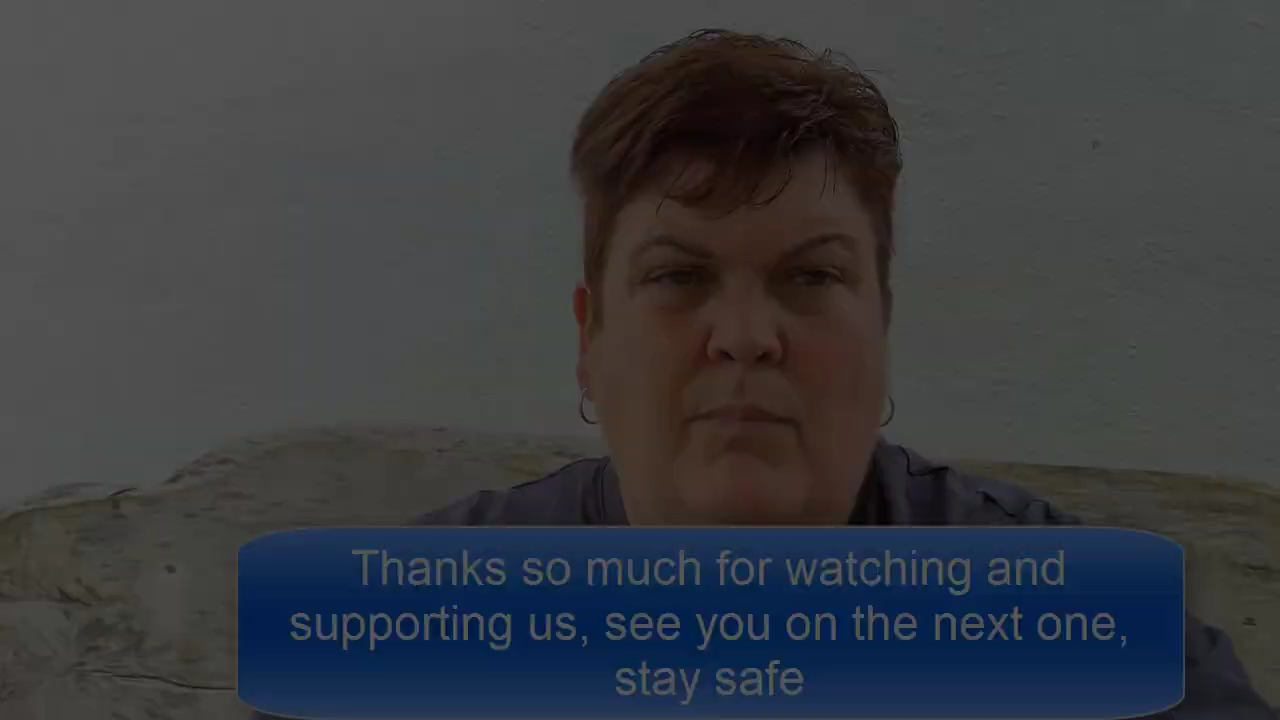 Thanks so much for watching and
supporting us, see you on the next one,
stay safe